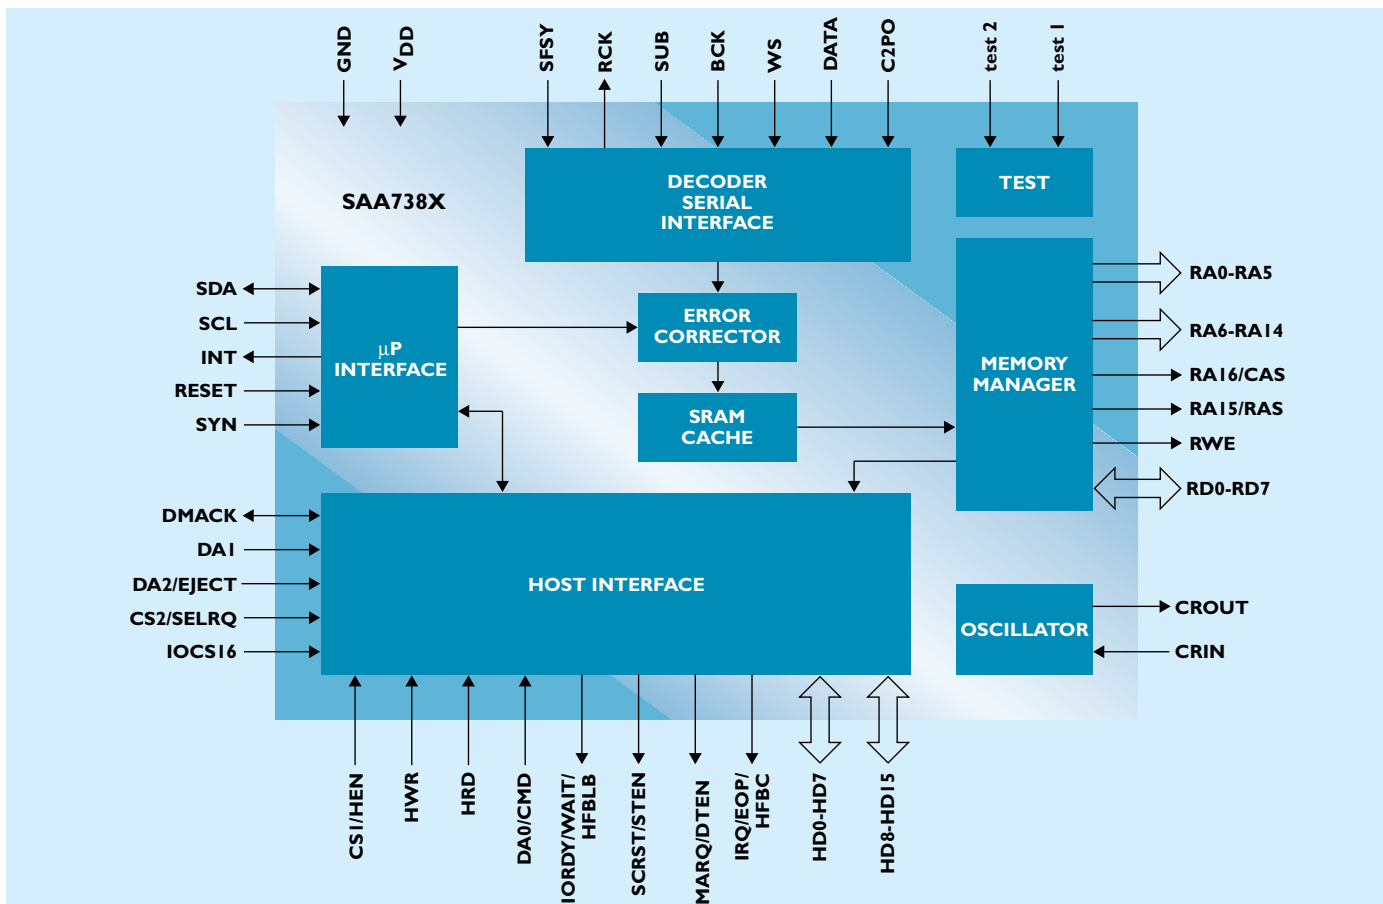 GND
VDD
SFSY
RCK
SUB
BCK
WS
DATA
C2PO
test 2
test 1
SAA738X
DECODER
SERIAL
INTERFACE
TEST
SDA
SCL
INT
RESET
SYN
μP
INTERFACE
ERROR
CORRECTOR
SRAM
CACHE
MEMORY
MANAGER
RA0-RA5
RA6-RA14
RA16/CAS
RA15/RAS
RWE
RD0-RD7
DMACK
DA1
DA2/EJECT
CS2/SELRQ
IOCS16
HOST INTERFACE
OSCILLATOR
CROUT
CRIN
CS1/HEN
HWR
HRD
DA0/CMD
IORDY/WAIT/
HFBLB
SCRST/STEN
MARQ/DTEN
IRQ/EOP/
HFBC
HD0-HD7
HD8-HD15